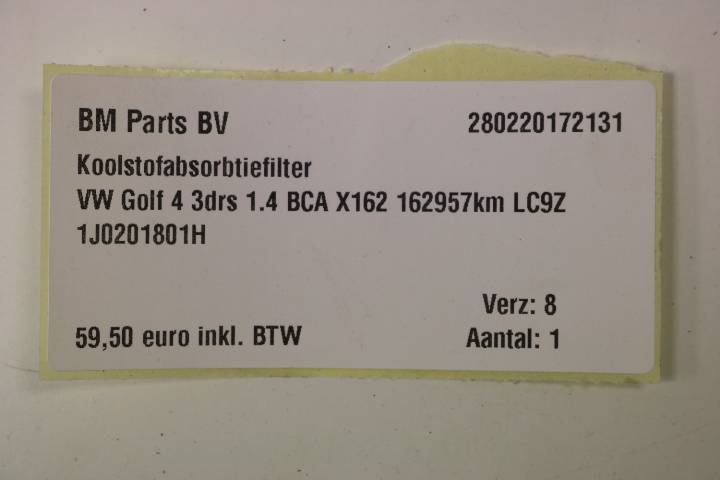 BM Parts BV 280220172131
Koolstofabsorbtiefilter
VW Golf 4 3drs 1.4 BCA X162 162957km LC9Z
1J0201801H
Verz: 8
59,50 euro inkl. BTW Aantal: 1